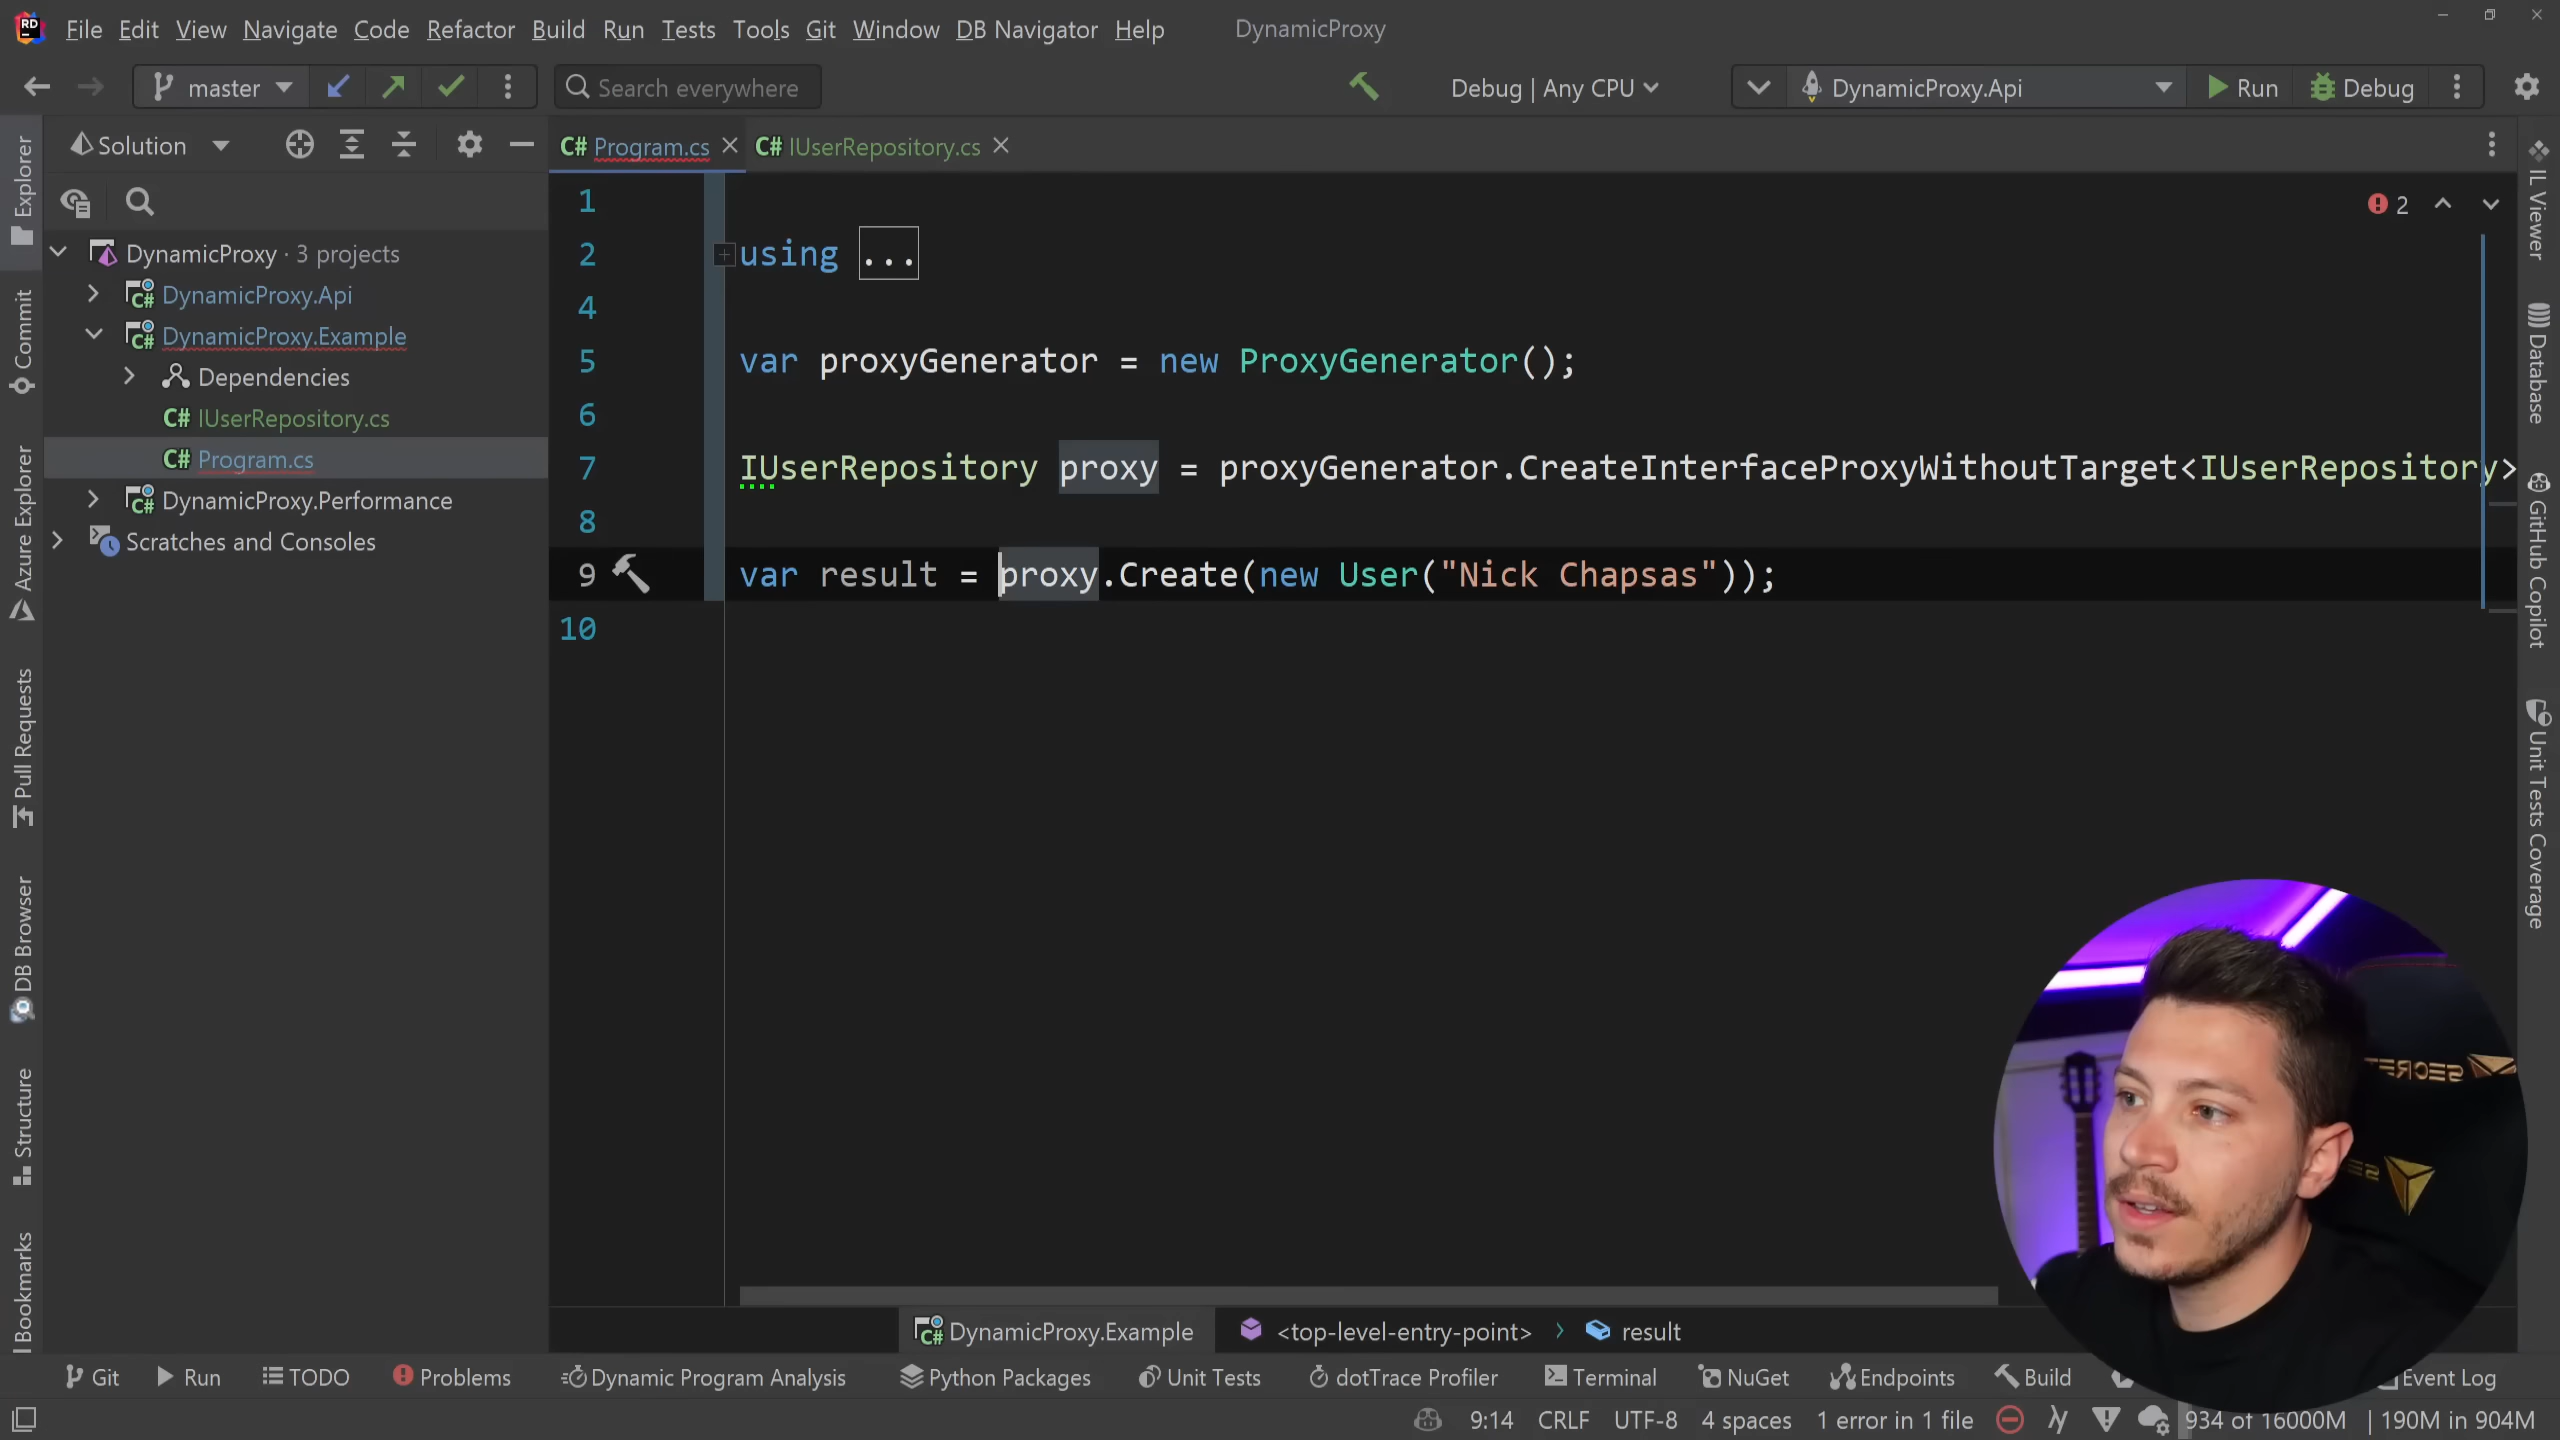 RD File Edit View Navigate Code Refactor Build Run Tests Tools Git Window DB Navigator Help DynamicProxy
master Search everywhere Debug | Any CPU DynamicProxy.Api Run Debug
Solution C# Program.cs C# IUserRepository.cs
Explorer
Commit
Azure Explorer
Pull Requests
DB Browser
Structure
Bookmarks
DynamicProxy · 3 projects
C# DynamicProxy.Api
C# DynamicProxy.Example
Dependencies
C# IUserRepository.cs
C# Program.cs
C# DynamicProxy.Performance
Scratches and Consoles
1
2 using ...
4
5 var proxyGenerator = new ProxyGenerator();
6
7 IUserRepository proxy = proxyGenerator.CreateInterfaceProxyWithoutTarget<IUserRepository>
8
9 var result = proxy.Create(new User("Nick Chapsas"));
10
2
IL Viewer
Database
GitHub Copilot
Unit Tests Coverage
C# DynamicProxy.Example <top-level-entry-point> result
Git Run TODO Problems Dynamic Program Analysis Python Packages Unit Tests dotTrace Profiler Terminal NuGet Endpoints Build Event Log
9:14 CRLF UTF-8 4 spaces 1 error in 1 file 934 of 16000M | 190M in 904M